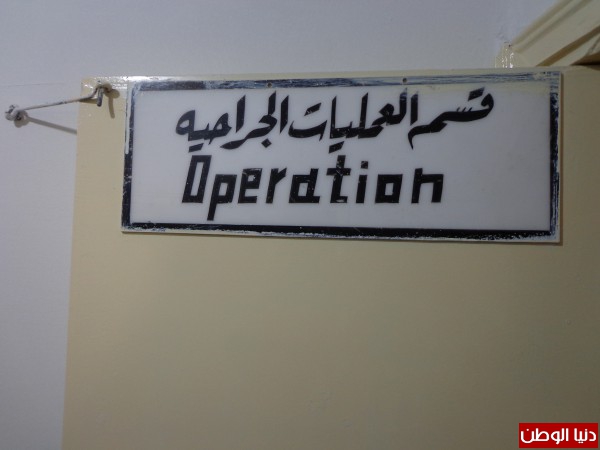 قسم العمليات الجراحيه
Operation
دنيا الوطن